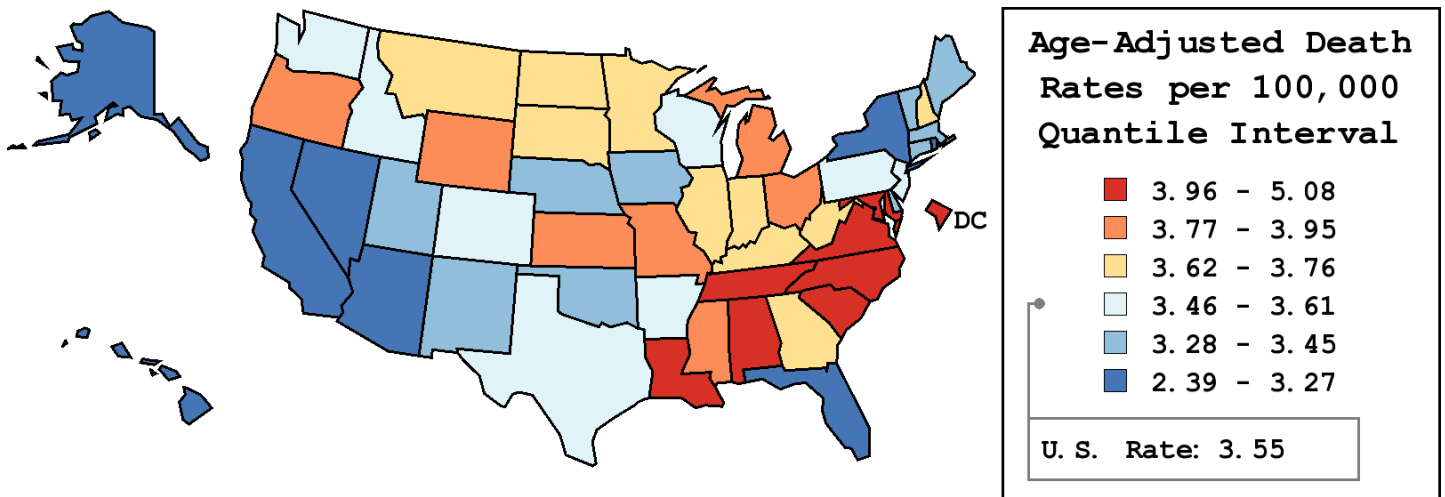 Age-Adjusted Death
Rates per 100,000
Quantile Interval
3.96 - 5.08
3.77 - 3.95
3.62 - 3.76
3.46 - 3.61
3.28 - 3.45
2.39 - 3.27
U.S. Rate: 3.55
DC